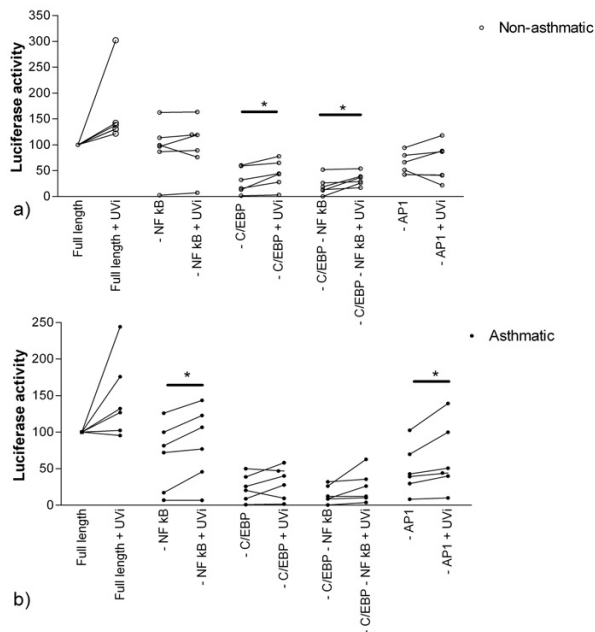 350
300
250
200
150
100
50
0
Luciferase activity
Non-asthmatic
*
*
Full length
Full length + UVi
- NF kB
- NF kB + UVi
- C/EBP
- C/EBP + UVi
- C/EBP - NF kB
- C/EBP - NF kB + UVi
- AP1
- AP1 + UVi
a)
250
200
150
100
50
0
Luciferase activity
Asthmatic
*
*
Full length
Full length + UVi
- NF kB
- NF kB + UVi
- C/EBP
- C/EBP + UVi
- C/EBP - NF kB
- C/EBP - NF kB + UVi
- AP1
- AP1 + UVi
b)